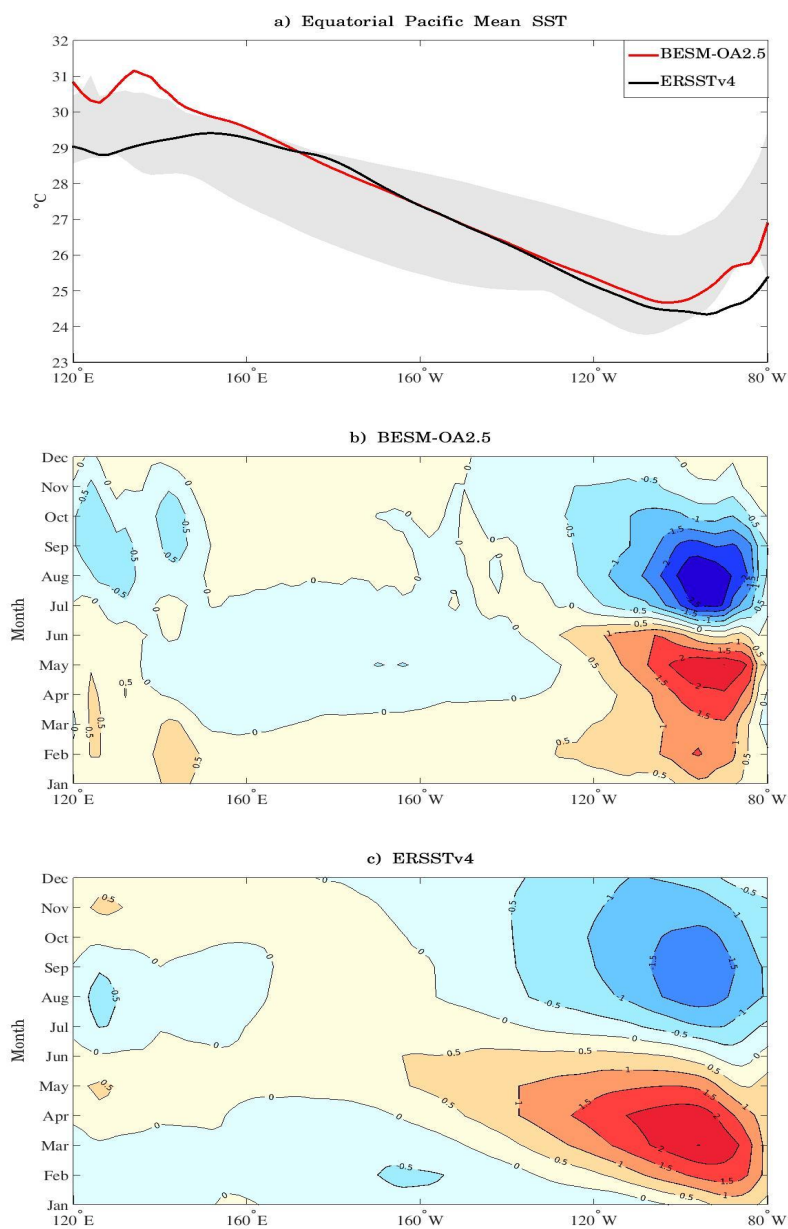 a) Equatorial Pacific Mean SST
BESM-OA2.5
ERSSTv4
°C
32
31
30
29
28
27
26
25
24
23
120°E 160°E 160°W 120°W 80°W
b) BESM-OA2.5
Month
Dec
Nov
Oct
Sep
Aug
Jul
Jun
May
Apr
Mar
Feb
Jan
120°E 160°E 160°W 120°W 80°W
c) ERSSTv4
Month
Dec
Nov
Oct
Sep
Aug
Jul
Jun
May
Apr
Mar
Feb
Jan
120°E 160°E 160°W 120°W 80°W